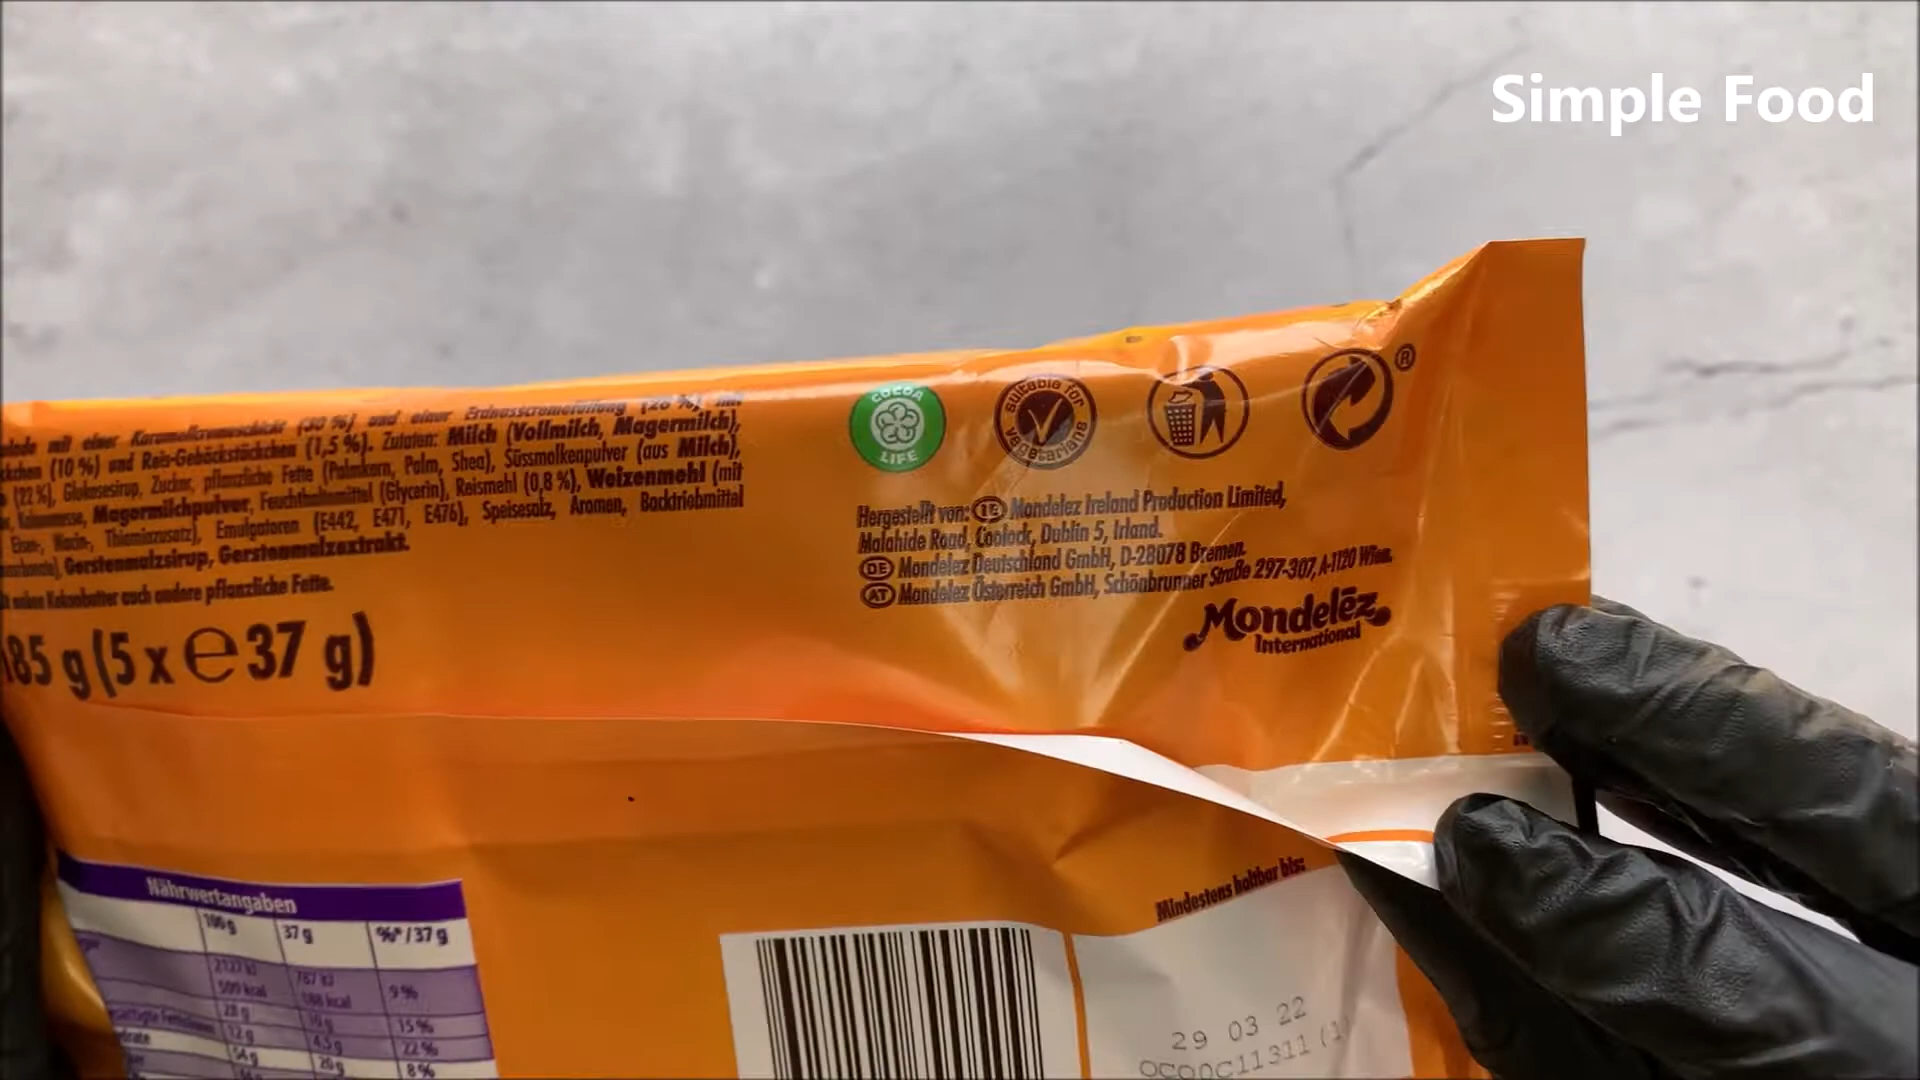 Simple Food
mit einer Karamellcremeschicht (30 %) und einer Erdnusscremefüllung (26 %), mit
(10 %) und Reis-Gebäckstückchen (1,5 %). Zutaten: Milch (Vollmilch, Magermilch),
(22 %), Glukosesirup, Zucker, pflanzliche Fette (Palmkern, Palm, Shea), Süssmolkenpulver (aus Milch),
Magermilchpulver, Feuchthaltemittel (Glycerin), Reismehl (0,8 %), Weizenmehl (mit
Eisen-, Niacin-, Thiaminzusatz), Emulgatoren (E442, E471, E476), Speisesalz, Aromen, Backtriebmittel
Gerstenmalzsirup, Gerstenmalzextrakt.
Kakaobutter auch andere pflanzliche Fette.
185 g (5 x e 37 g)
COCOA
LIFE
suitable for
vegetarians
®
Hergestellt von: IE Mondelez Ireland Production Limited,
Malahide Road, Coolock, Dublin 5, Irland.
DE Mondelez Deutschland GmbH, D-28078 Bremen.
AT Mondelez Österreich GmbH, Schönbrunner Straße 297-307, A-1120 Wien.
Mondelēz
International
Nährwertangaben
100 g 37 g %*/37 g
2127 kJ 787 kJ
509 kcal 188 kcal 9 %
28 g 10 g 15 %
12 g 4,5 g 22 %
54 g 20 g 8 %
Mindestens haltbar bis:
29 03 22
OCO0C11311 (1)